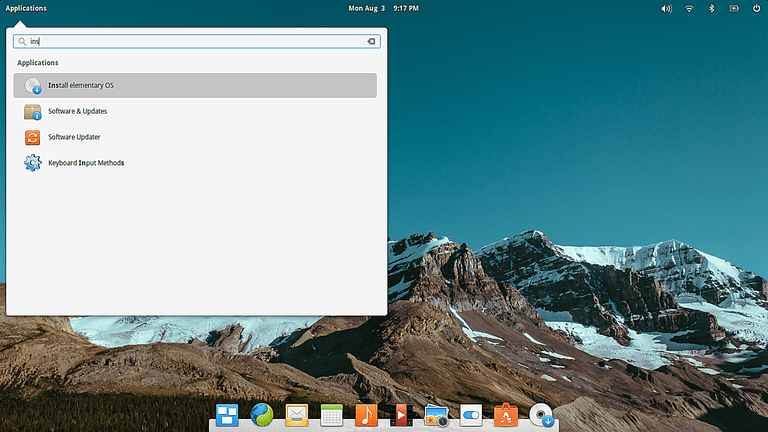 Applications
Mon Aug 3 9:17 PM
ins
Applications
Install elementary OS
Software & Updates
Software Updater
Keyboard Input Methods